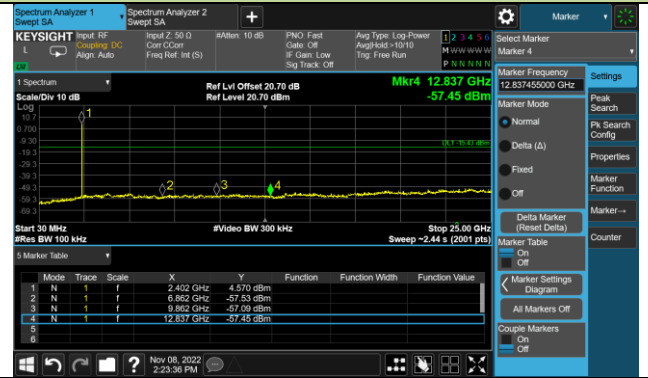 Spectrum Analyzer 1
Swept SA
Spectrum Analyzer 2
Swept SA
+
Marker
KEYSIGHT
L
LXI
Input: RF
Coupling: DC
Align: Auto
Input Z: 50 Ω
Corr CCorr
Freq Ref: Int (S)
#Atten: 10 dB
PNO: Fast
Gate: Off
IF Gain: Low
Sig Track: Off
Avg Type: Log-Power
Avg|Hold:>10/10
Trig: Free Run
1 2 3 4 5 6
M W W W W W
P N N N N N
Select Marker
Marker 4
1 Spectrum
Scale/Div 10 dB
Log
Ref Lvl Offset 20.70 dB
Ref Level 20.70 dBm
Mkr4 12.837 GHz
-57.45 dBm
10.7
0.700
-9.30
-19.3
-29.3
-39.3
-49.3
-59.3
-69.3
1
2
3
4
DL1 -15.43 dBm
Start 30 MHz
#Res BW 100 kHz
#Video BW 300 kHz
Stop 25.00 GHz
Sweep ~2.44 s (2001 pts)
5 Marker Table
Mode Trace Scale X Y Function Function Width Function Value
1 N 1 f 2.402 GHz 4.570 dBm
2 N 1 f 6.862 GHz -57.53 dBm
3 N 1 f 9.862 GHz -57.09 dBm
4 N 1 f 12.837 GHz -57.45 dBm
5
6
Marker Frequency
12.837455000 GHz
Marker Mode
Normal
Delta (Δ)
Fixed
Off
Delta Marker
(Reset Delta)
Marker Table
On
Off
Marker Settings
Diagram
All Markers Off
Couple Markers
On
Off
Settings
Peak
Search
Pk Search
Config
Properties
Marker
Function
Marker→
Counter
?
Nov 08, 2022
2:23:36 PM